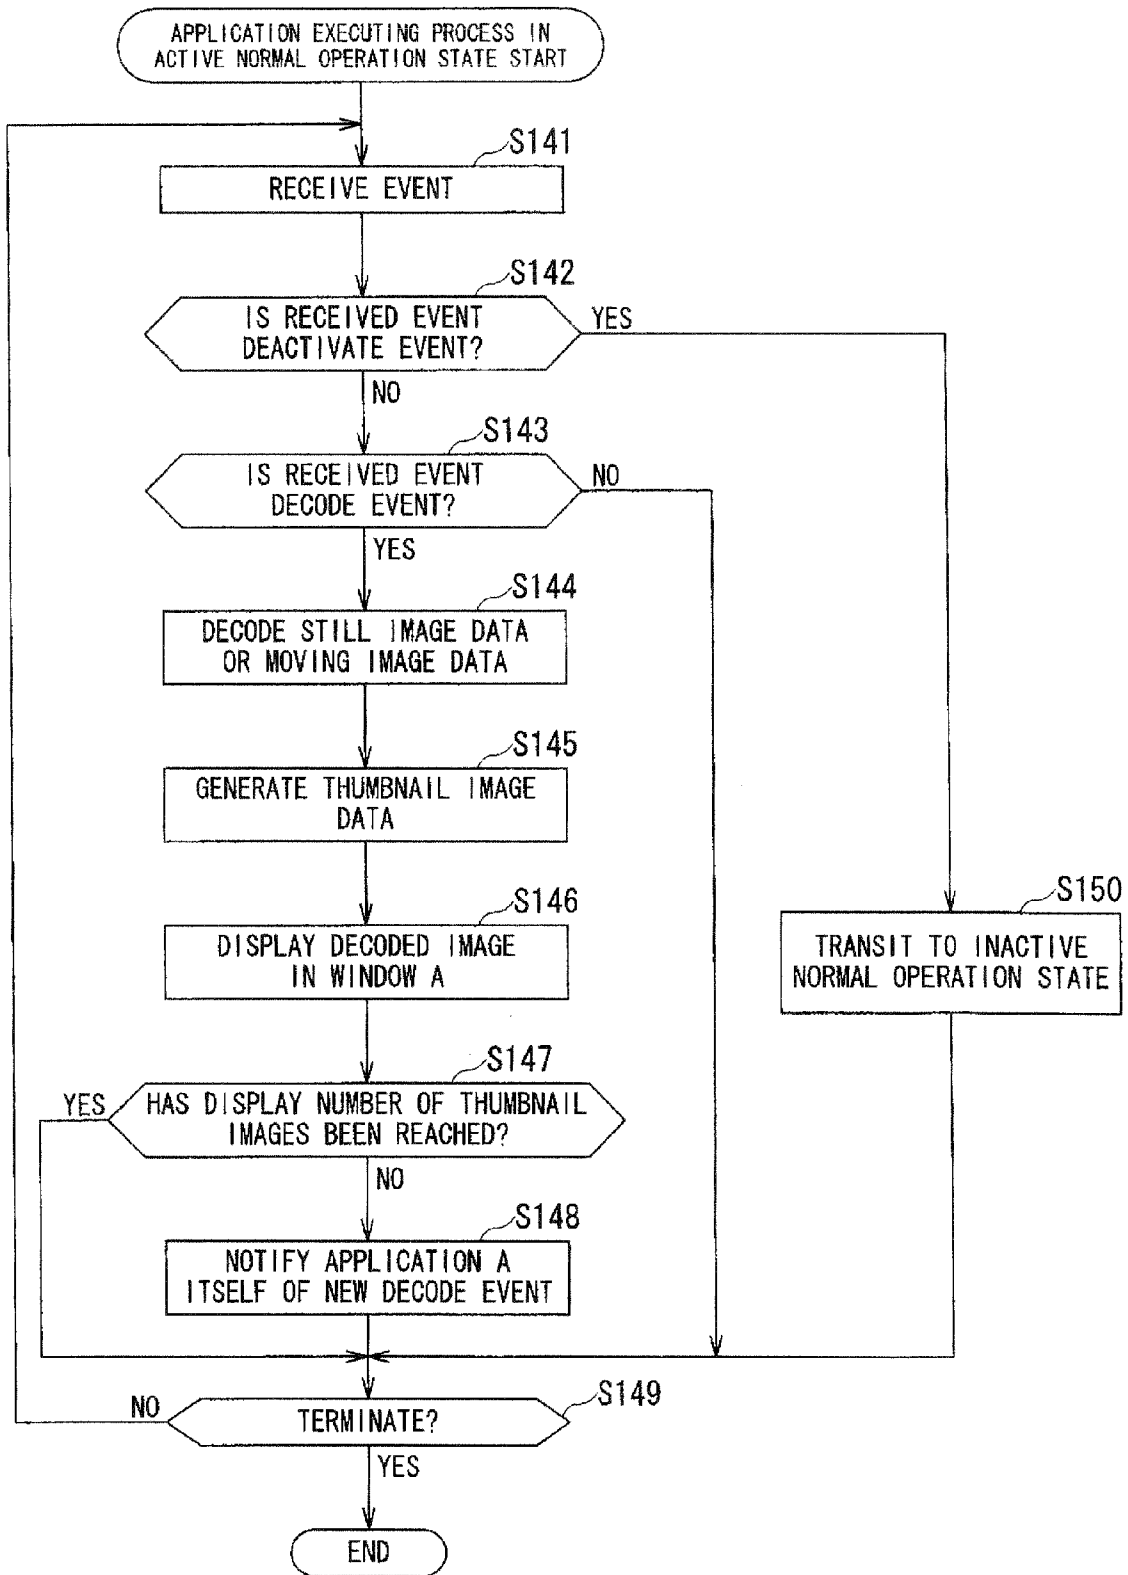 APPLICATION EXECUTING PROCESS IN
ACTIVE NORMAL OPERATION STATE START
S141
RECEIVE EVENT
S142
IS RECEIVED EVENT
DEACTIVATE EVENT?
YES
NO
S143
IS RECEIVED EVENT
DECODE EVENT?
NO
YES
S144
DECODE STILL IMAGE DATA
OR MOVING IMAGE DATA
S145
GENERATE THUMBNAIL IMAGE
DATA
S146
DISPLAY DECODED IMAGE
IN WINDOW A
S150
TRANSIT TO INACTIVE
NORMAL OPERATION STATE
S147
YES
HAS DISPLAY NUMBER OF THUMBNAIL
IMAGES BEEN REACHED?
NO
S148
NOTIFY APPLICATION A
ITSELF OF NEW DECODE EVENT
S149
NO
TERMINATE?
YES
END